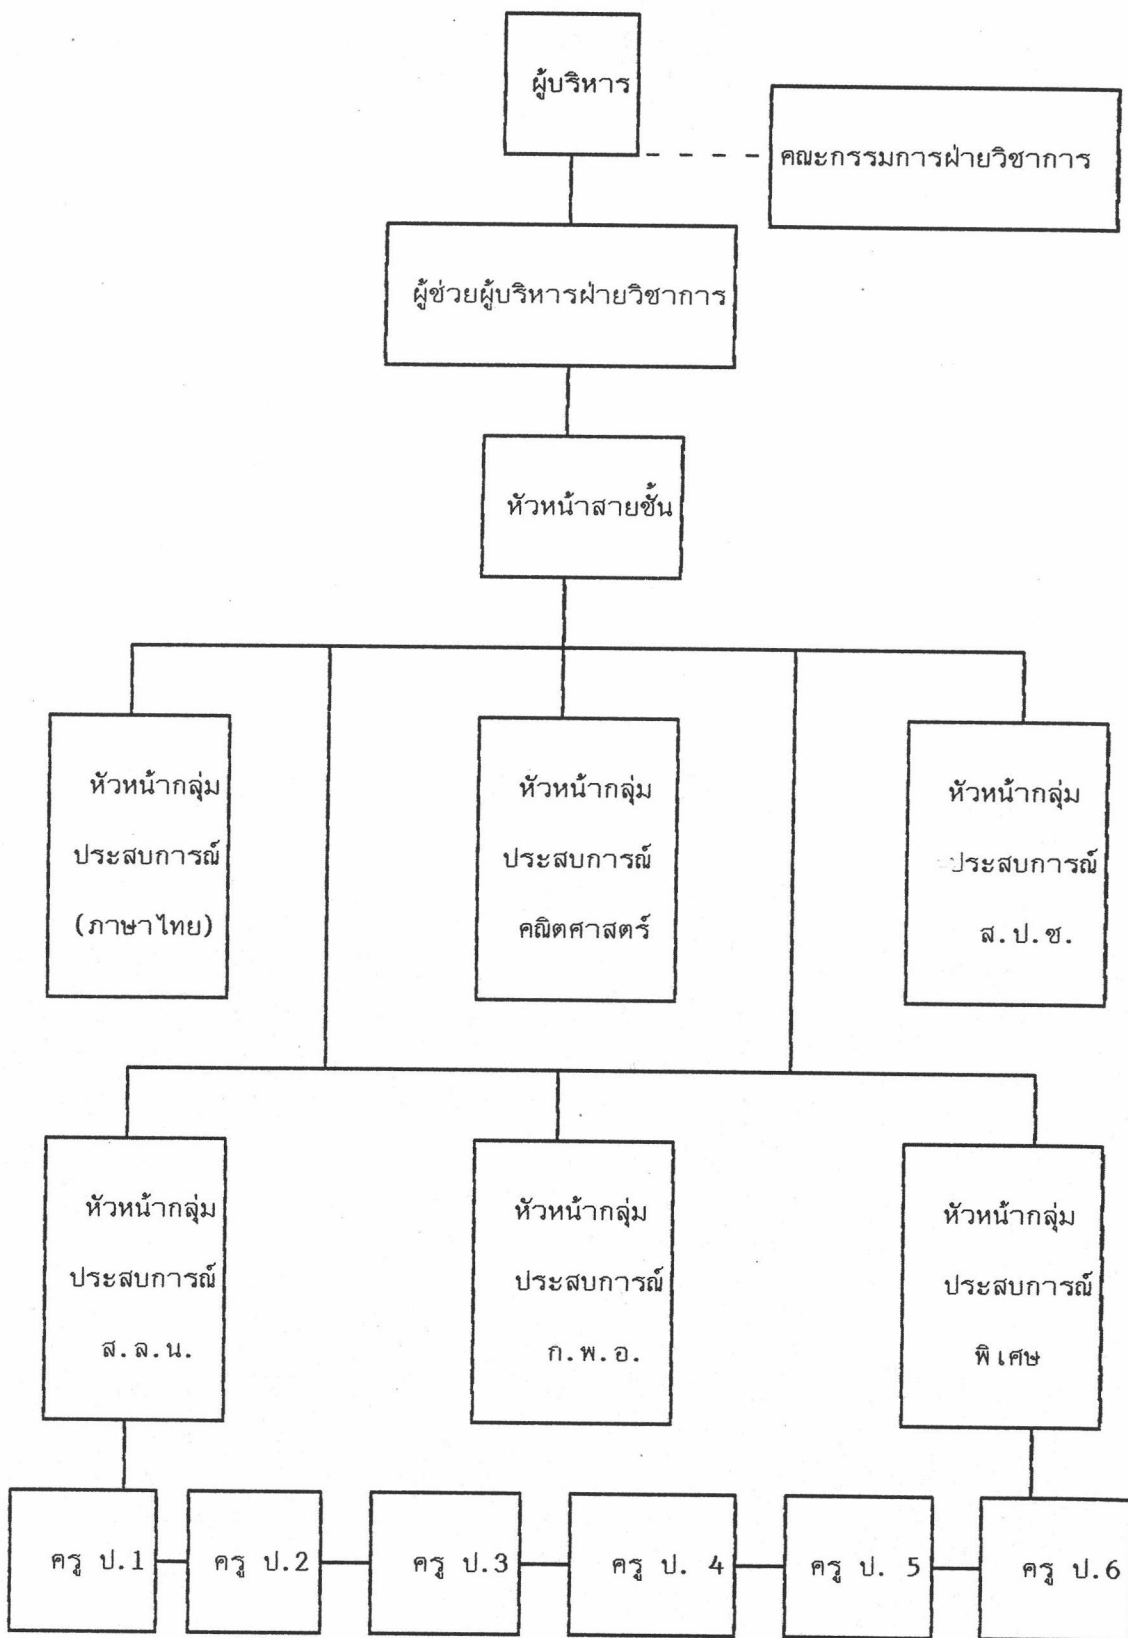 ผู้บริหาร
คณะกรรมการฝ่ายวิชาการ
ผู้ช่วยผู้บริหารฝ่ายวิชาการ
หัวหน้าสายชั้น
หัวหน้ากลุ่ม
ประสบการณ์
(ภาษาไทย)
หัวหน้ากลุ่ม
ประสบการณ์
คณิตศาสตร์
หัวหน้ากลุ่ม
ประสบการณ์
ส.ป.ช.
หัวหน้ากลุ่ม
ประสบการณ์
ส.ล.น.
หัวหน้ากลุ่ม
ประสบการณ์
ก.พ.อ.
หัวหน้ากลุ่ม
ประสบการณ์
พิเศษ
ครู ป.1
ครู ป.2
ครู ป.3
ครู ป. 4
ครู ป. 5
ครู ป.6